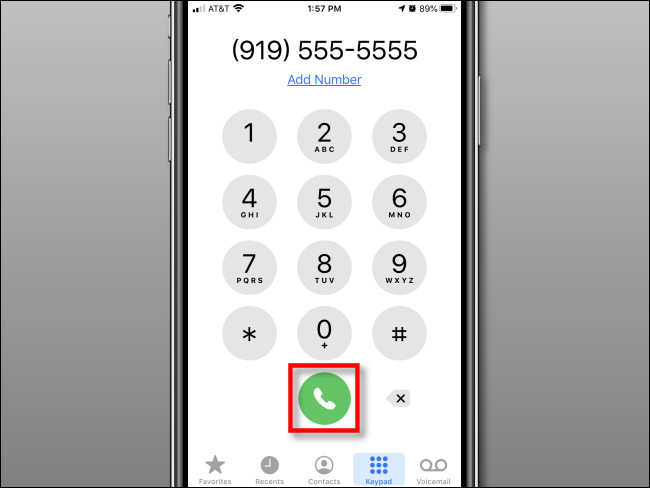 AT&T 1:57 PM 89%
(919) 555-5555
Add Number
1 2 3
ABC DEF
4 5 6
GHI JKL MNO
7 8 9
PQRS TUV WXYZ
* 0 #
+
Favorites Recents Contacts Keypad Voicemail